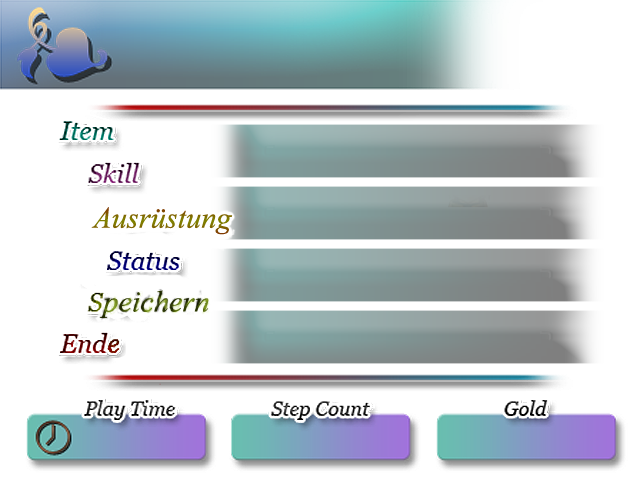 Item
Skill
Ausrüstung
Status
Speichern
Ende
Play Time Step Count Gold